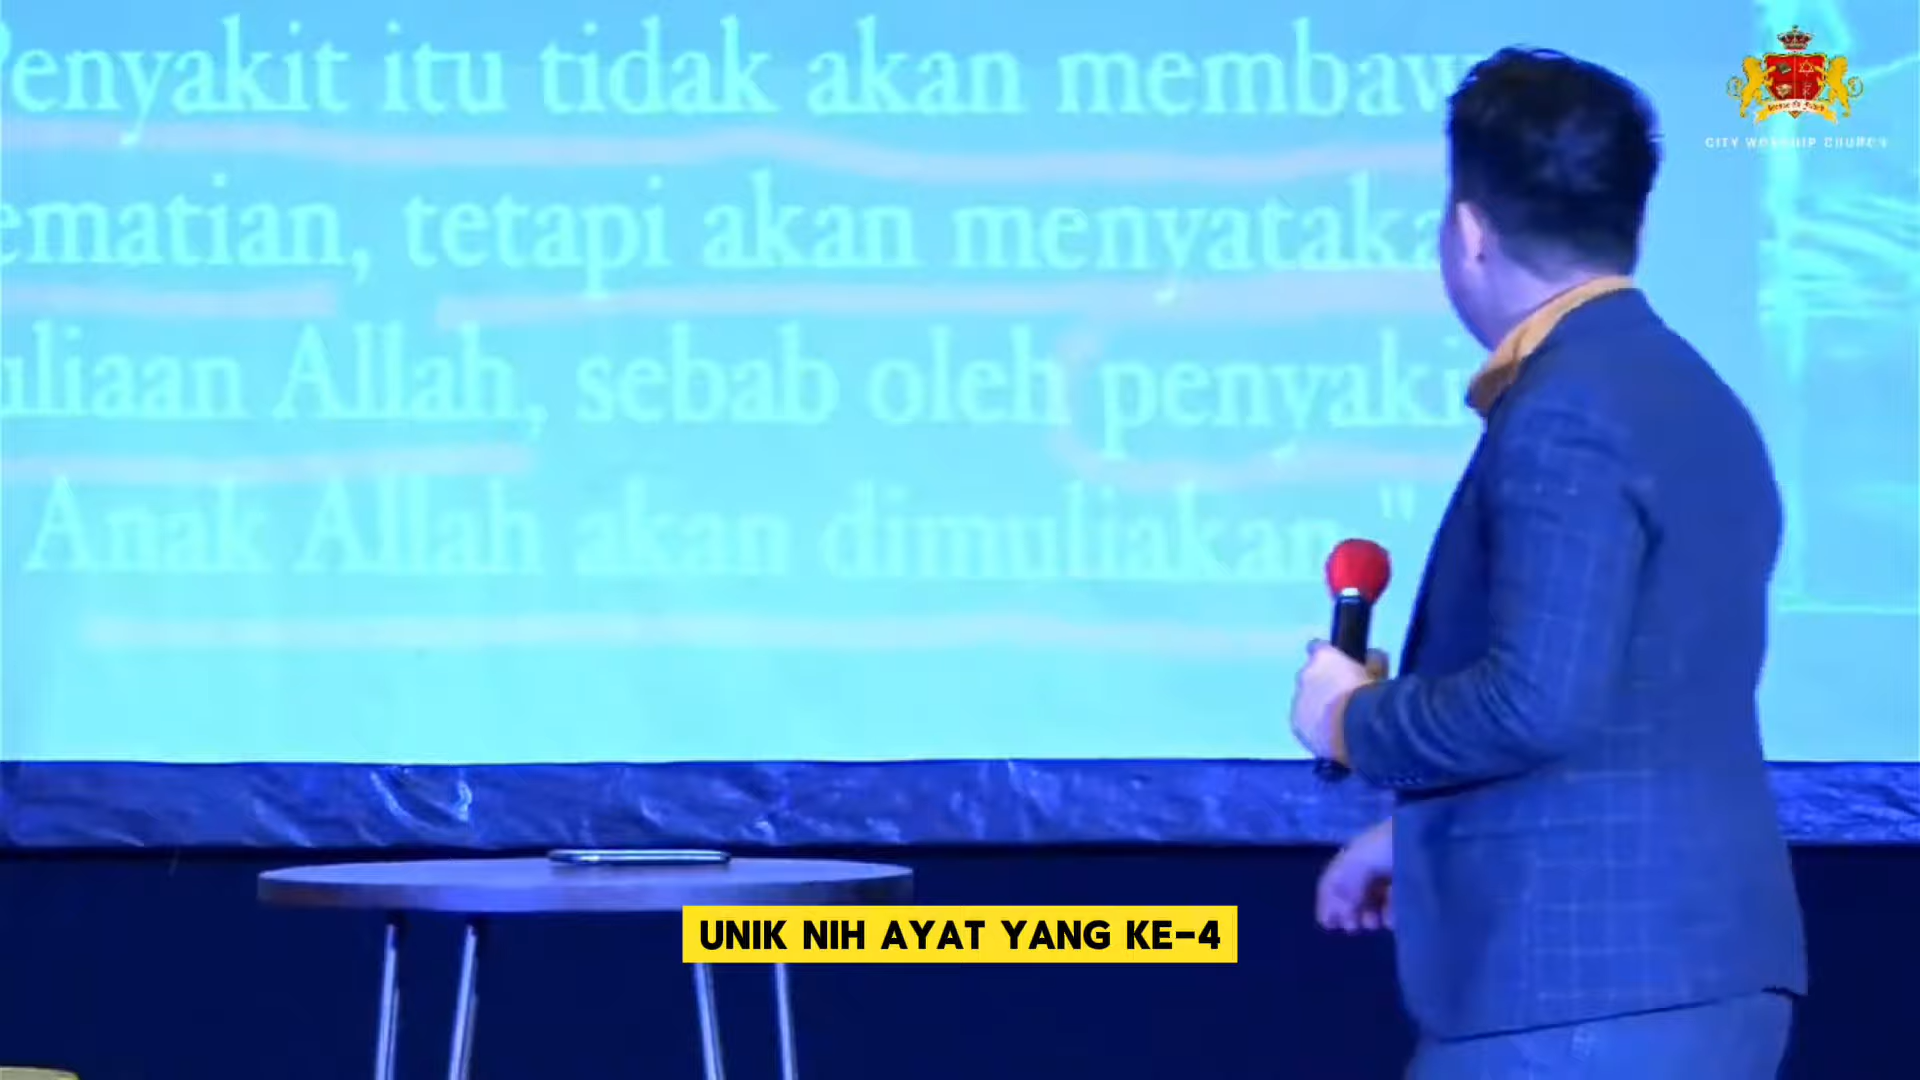 Penyakit itu tidak akan membaw
ematian, tetapi akan menyataka
uliaan Allah, sebab oleh penyaki
Anak Allah akan dimuliakan."
CITY WORSHIP CHURCH
UNIK NIH AYAT YANG KE-4